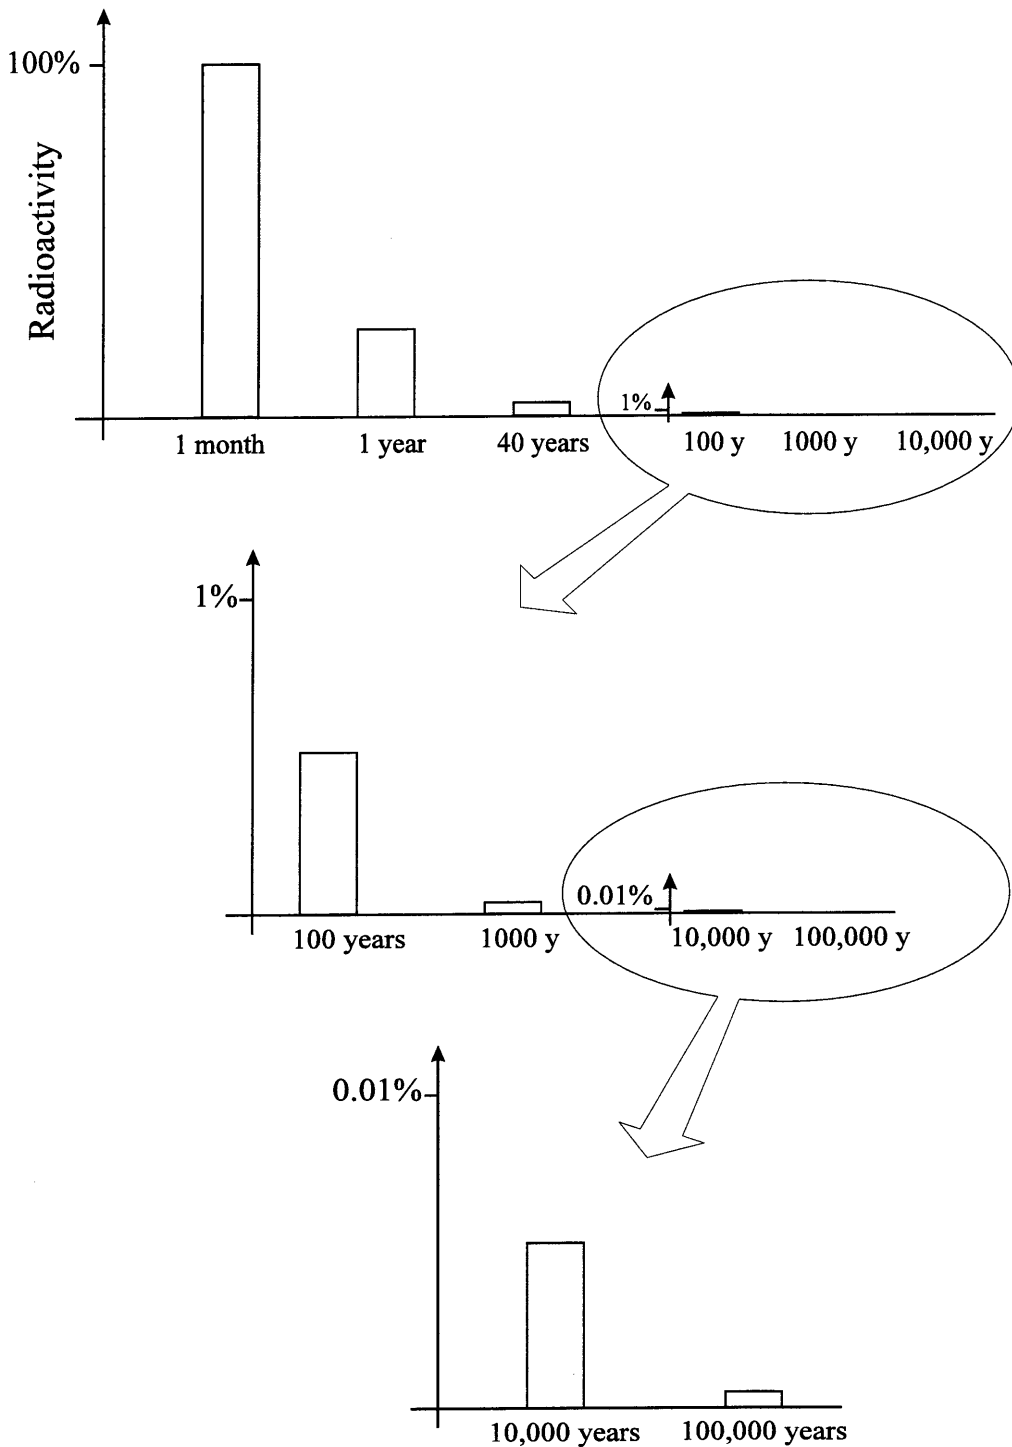 100%
Radioactivity
1%
1 month 1 year 40 years 100 y 1000 y 10,000 y
1%
0.01%
100 years 1000 y 10,000 y 100,000 y
0.01%
10,000 years 100,000 years